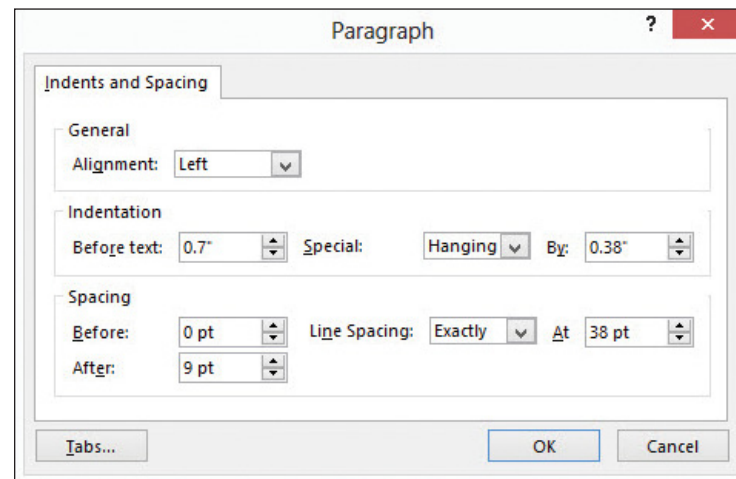 Paragraph ? ×
Indents and Spacing
General
Alignment: Left
Indentation
Before text: 0.7" Special: Hanging By: 0.38"
Spacing
Before: 0 pt Line Spacing: Exactly At 38 pt
After: 9 pt
Tabs... OK Cancel